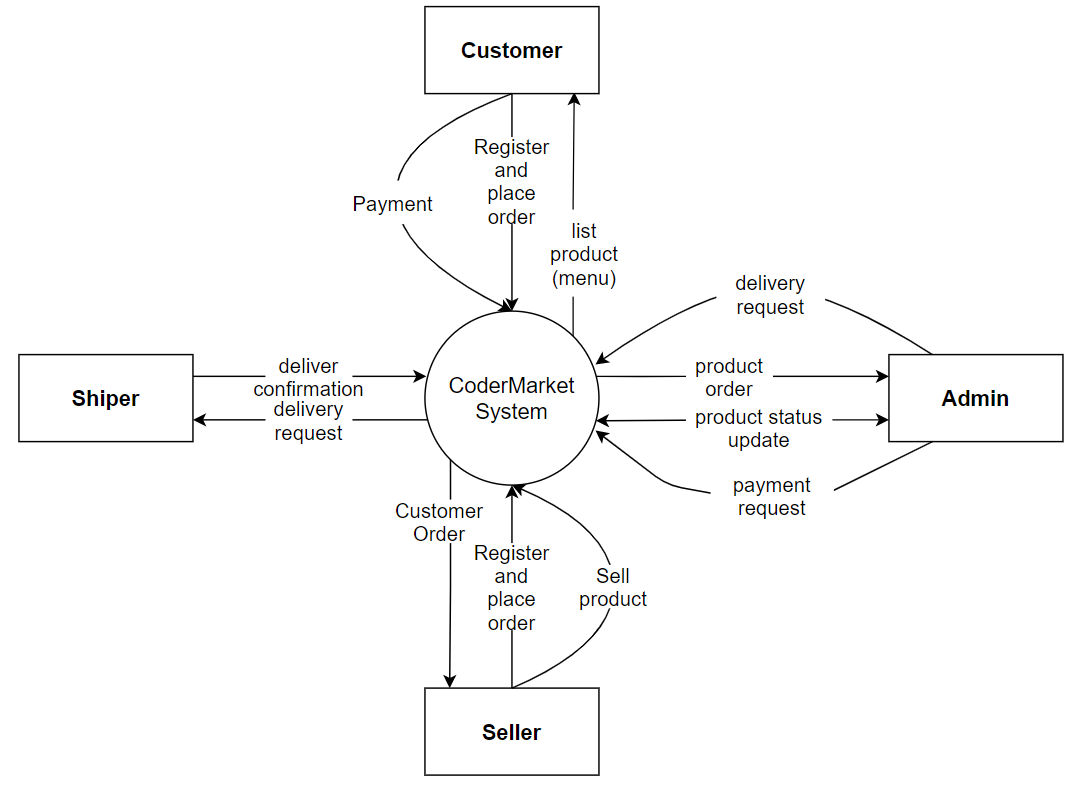 Customer
Payment
Register
and
place
order
list
product
(menu)
delivery
request
Shiper
deliver
confirmation
delivery
request
CoderMarket
System
product
order
product status
update
Admin
payment
request
Customer
Order
Register
and
place
order
Sell
product
Seller